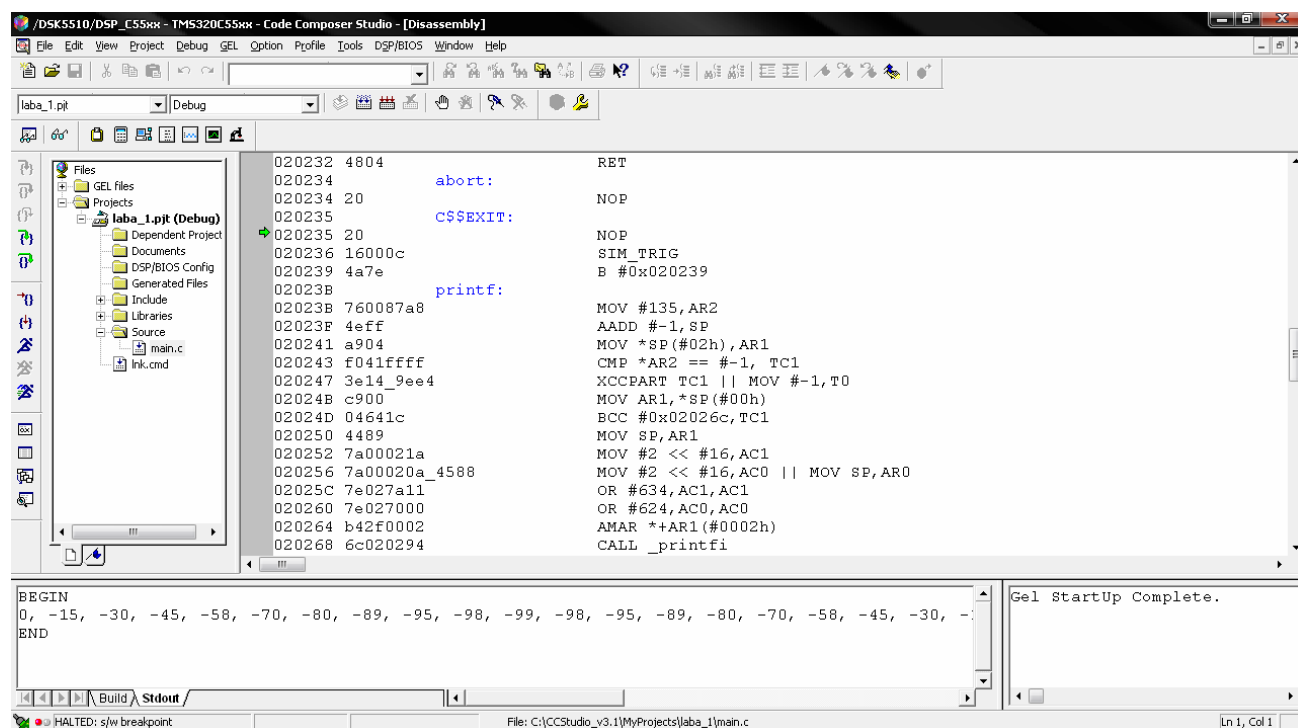 /DSK5510/DSP_C55xx - TMS320C55xx - Code Composer Studio - [Disassembly]
File Edit View Project Debug GEL Option Profile Tools DSP/BIOS Window Help
laba_1.pjt Debug
Files
GEL files
Projects
laba_1.pjt (Debug)
Dependent Project
Documents
DSP/BIOS Config
Generated Files
Include
Libraries
Source
main.c
lnk.cmd
020232 4804 RET
020234 abort:
020234 20 NOP
020235 C$$EXIT:
020235 20 NOP
020236 16000c SIM_TRIG
020239 4a7e B #0x020239
02023B printf:
02023B 760087a8 MOV #135,AR2
02023F 4eff AADD #-1,SP
020241 a904 MOV *SP(#02h),AR1
020243 f041ffff CMP *AR2 == #-1, TC1
020247 3e14_9ee4 XCCPART TC1 || MOV #-1,T0
02024B c900 MOV AR1,*SP(#00h)
02024D 04641c BCC #0x02026c,TC1
020250 4489 MOV SP,AR1
020252 7a00021a MOV #2 << #16,AC1
020256 7a00020a_4588 MOV #2 << #16,AC0 || MOV SP,AR0
02025C 7e027a11 OR #634,AC1,AC1
020260 7e027000 OR #624,AC0,AC0
020264 b42f0002 AMAR *+AR1(#0002h)
020268 6c020294 CALL _printfi
BEGIN
0, -15, -30, -45, -58, -70, -80, -89, -95, -98, -99, -98, -95, -89, -80, -70, -58, -45, -30,
END
Gel StartUp Complete.
Build Stdout
HALTED: s/w breakpoint File: C:\CCStudio_v3.1\MyProjects\laba_1\main.c Ln 1, Col 1